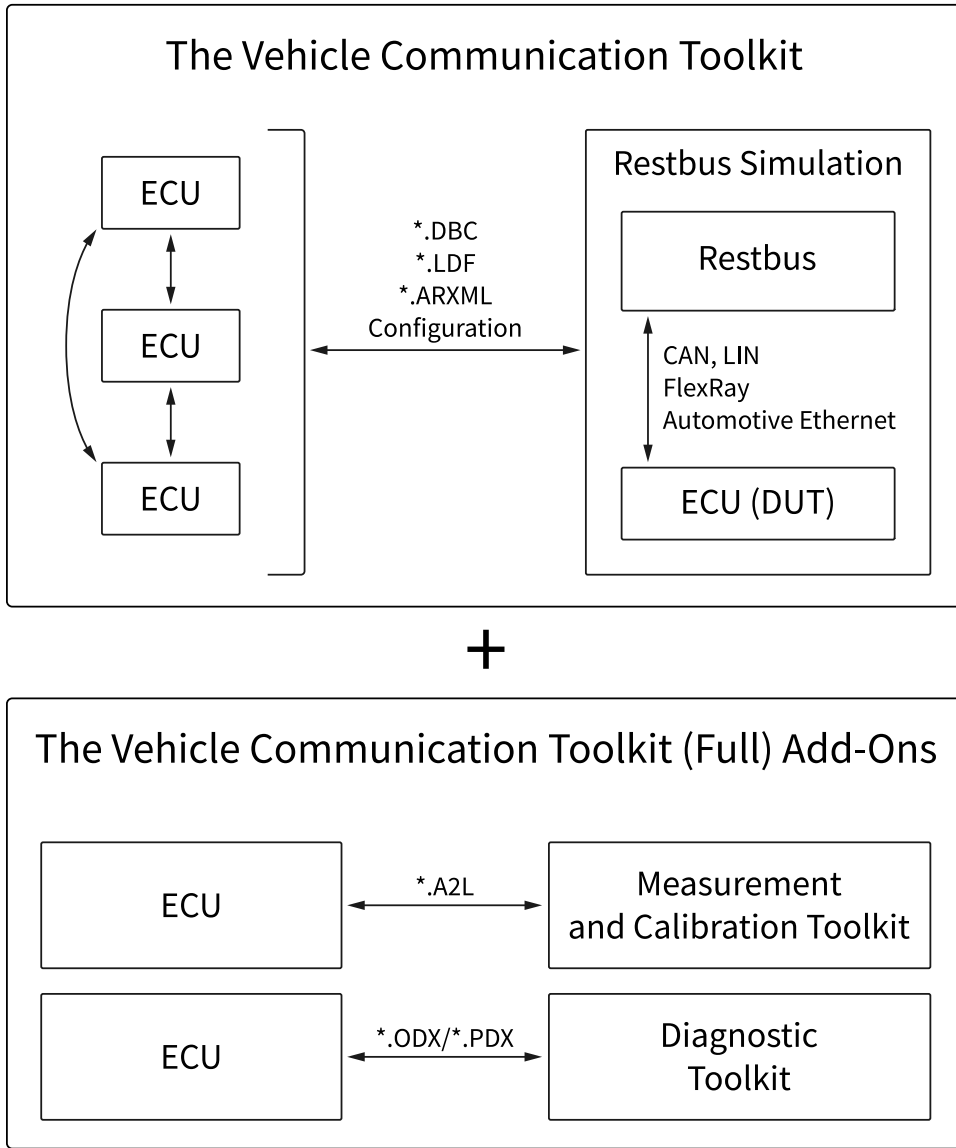 The Vehicle Communication Toolkit
ECU
ECU
ECU
*.DBC
*.LDF
*.ARXML
Configuration
Restbus Simulation
Restbus
CAN, LIN
FlexRay
Automotive Ethernet
ECU (DUT)
+
The Vehicle Communication Toolkit (Full) Add-Ons
ECU
*.A2L
Measurement
and Calibration Toolkit
ECU
*.ODX/*.PDX
Diagnostic
Toolkit